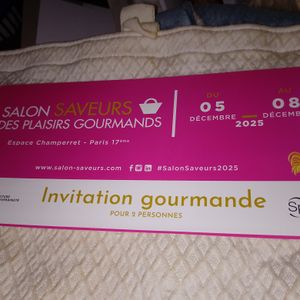 SALON SAVEURS
DES PLAISIRS GOURMANDS
Espace Champerret - Paris 17ème
DU
05
DÉCEMBRE
AU
08
DÉCEMBRE
2025
www.salon-saveurs.com
#SalonSaveurs2025
Invitation gourmande
POUR 2 PERSONNES